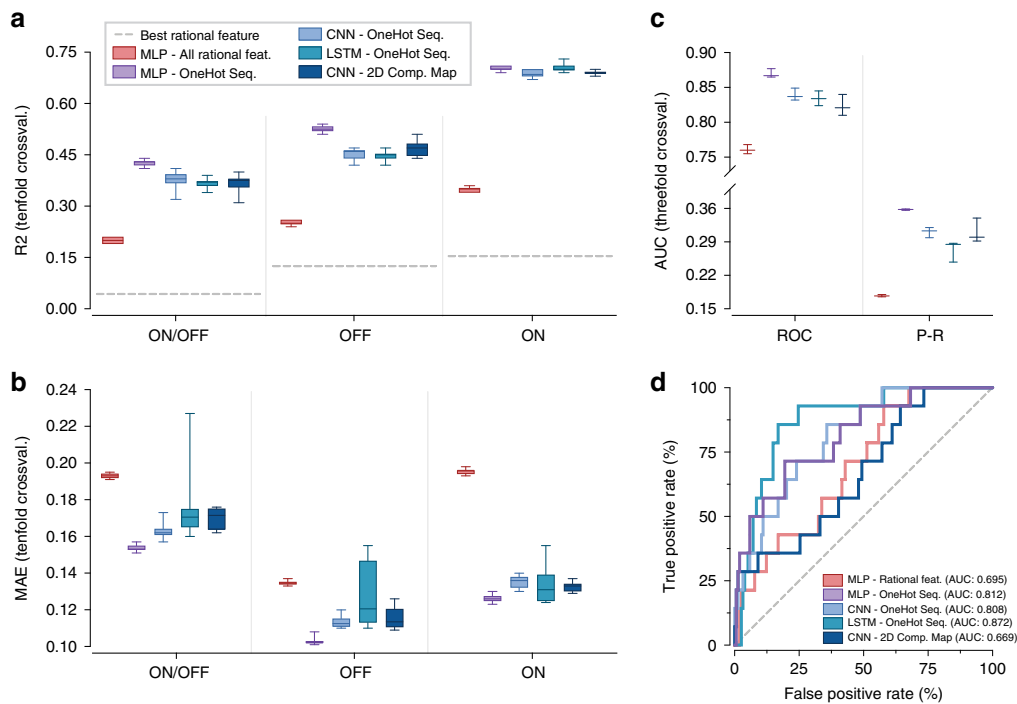 a
Best rational feature
MLP - All rational feat.
MLP - OneHot Seq.
CNN - OneHot Seq.
LSTM - OneHot Seq.
CNN - 2D Comp. Map
R2 (tenfold crossval.)
0.75
0.60
0.45
0.30
0.15
0.00
ON/OFF
OFF
ON
c
AUC (threefold crossval.)
0.90
0.85
0.80
0.75
0.36
0.29
0.22
0.15
ROC
P-R
b
MAE (tenfold crossval.)
0.24
0.20
0.18
0.16
0.14
0.12
0.10
ON/OFF
OFF
ON
d
True positive rate (%)
100
75
50
25
0
MLP - Rational feat. (AUC: 0.695)
MLP - OneHot Seq. (AUC: 0.812)
CNN - OneHot Seq. (AUC: 0.808)
LSTM - OneHot Seq. (AUC: 0.872)
CNN - 2D Comp. Map (AUC: 0.669)
0
25
50
75
100
False positive rate (%)